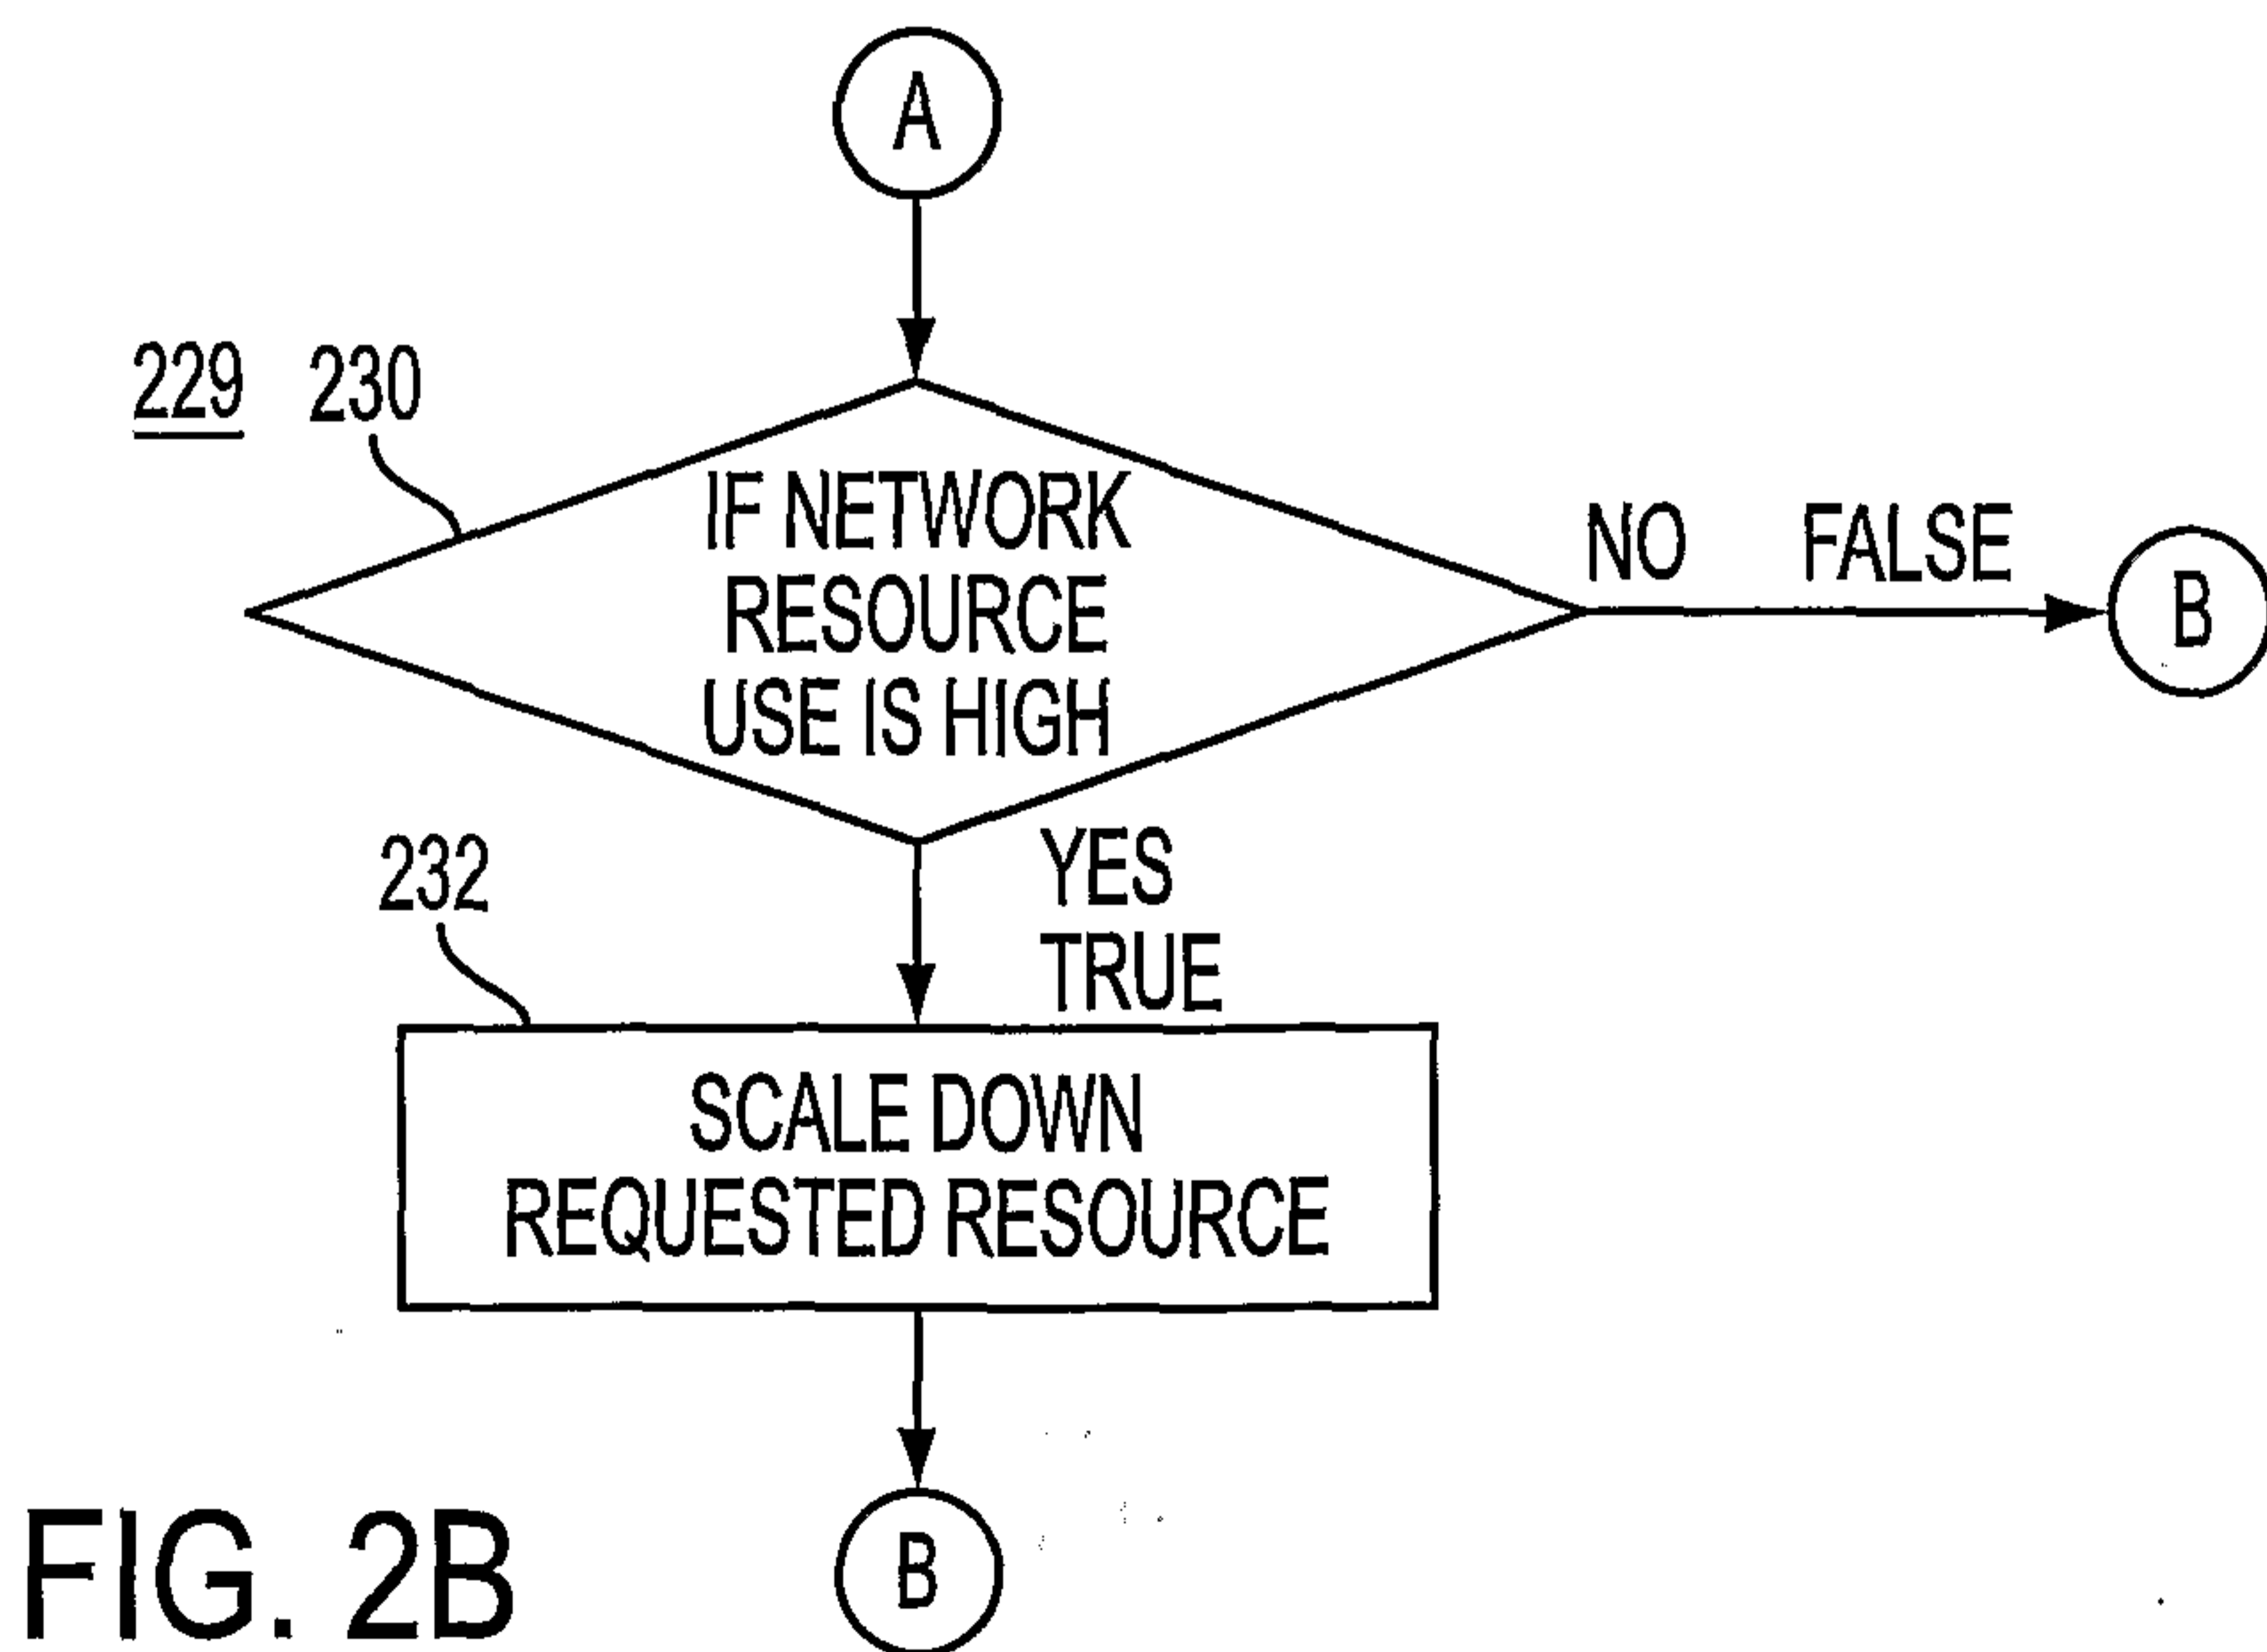 A
229 230
IF NETWORK
RESOURCE
USE IS HIGH
NO FALSE
B
YES
TRUE
232
SCALE DOWN
REQUESTED RESOURCE
B
FIG. 2B